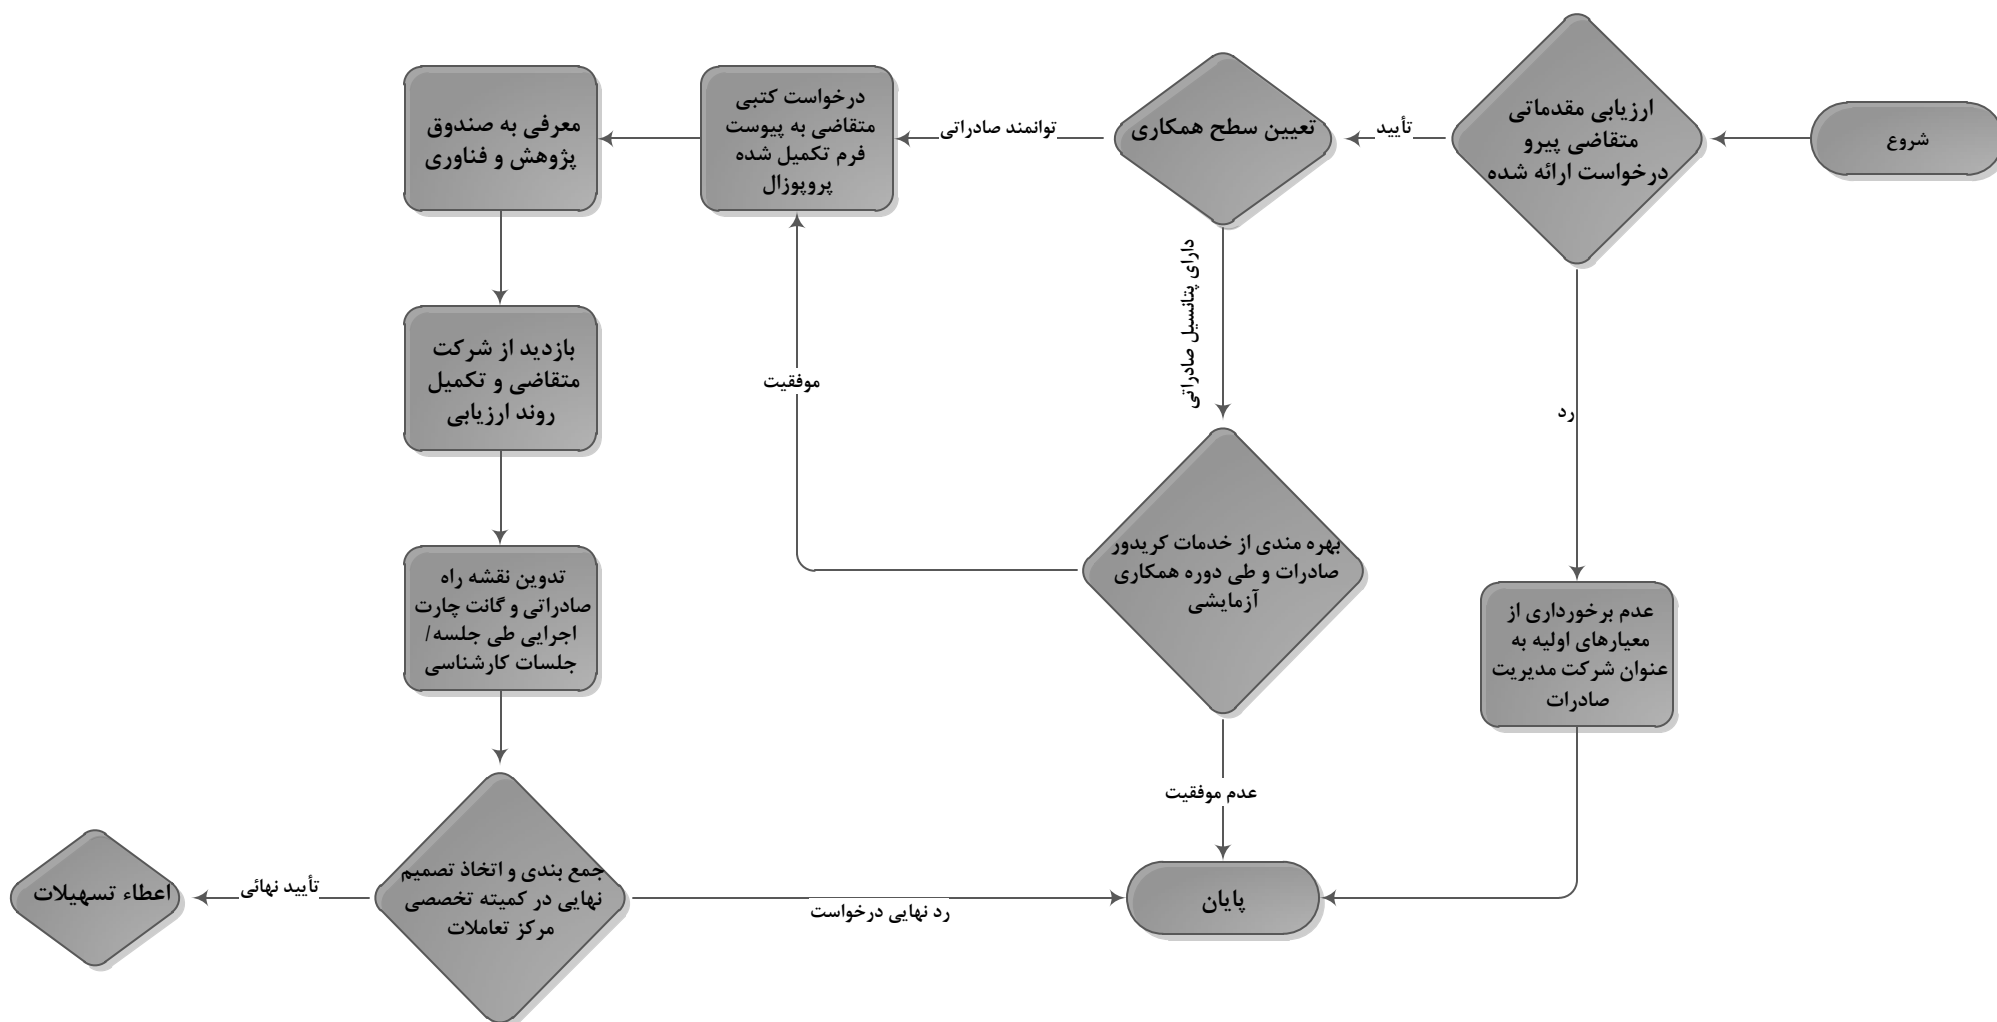 شروع
ارزیابی مقدماتی
متقاضی پیرو
درخواست ارائه شده
تأیید
تعیین سطح همکاری
توانمند صادراتی
درخواست کتبی
متقاضی به پیوست
فرم تکمیل شده
پروپوزال
معرفی به صندوق
پژوهش و فناوری
دارای پتانسیل صادراتی
رد
موفقیت
بازدید از شرکت
متقاضی و تکمیل
روند ارزیابی
بهره مندی از خدمات کریدور
صادرات و طی دوره همکاری
آزمایشی
تدوین نقشه راه
صادراتی و گانت چارت
اجرایی طی جلسه/
جلسات کارشناسی
عدم برخورداری از
معیارهای اولیه به
عنوان شرکت مدیریت
صادرات
عدم موفقیت
پایان
رد نهایی درخواست
جمع بندی و اتخاذ تصمیم
نهایی در کمیته تخصصی
مرکز تعاملات
تأیید نهائی
اعطاء تسهیلات